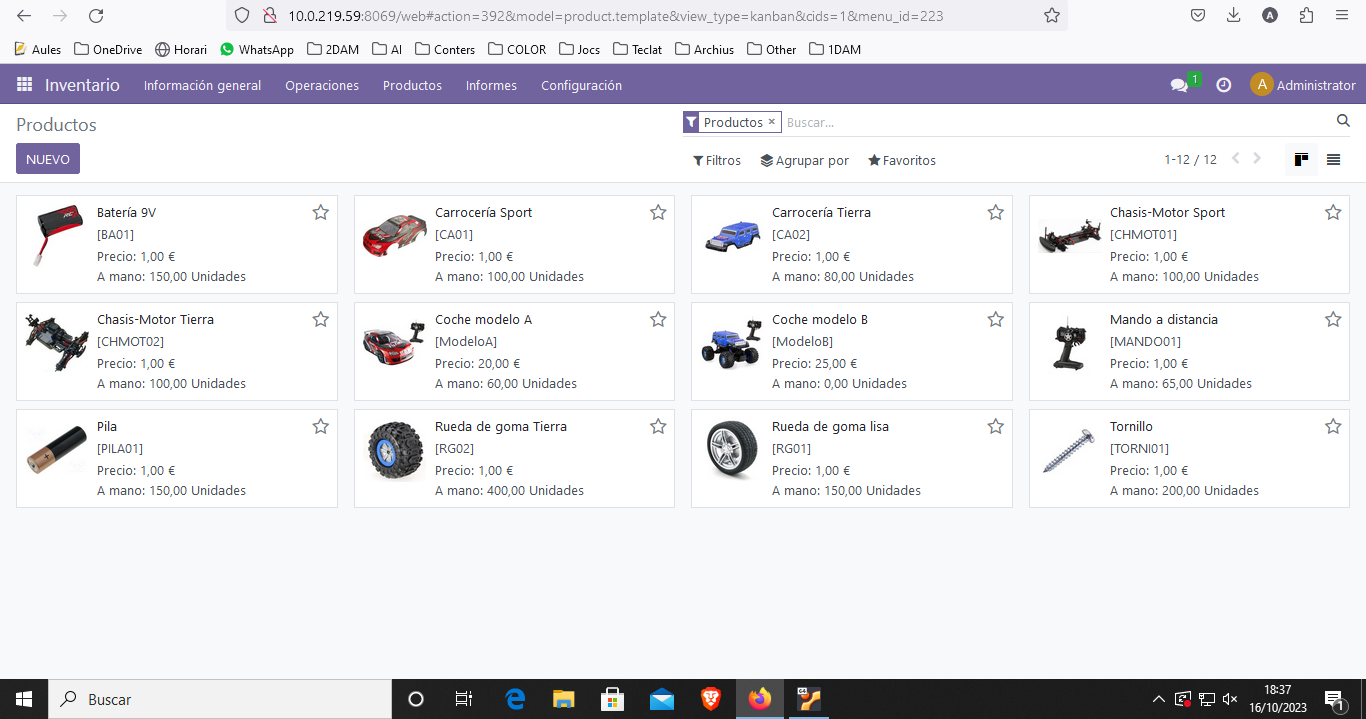 10.0.219.59:8069/web#action=392&model=product.template&view_type=kanban&cids=1&menu_id=223
A
Aules OneDrive Horari WhatsApp 2DAM AI Conters COLOR Jocs Teclat Archius Other 1DAM
Inventario Información general Operaciones Productos Informes Configuración 1 A Administrator
Productos
Productos × Buscar...
NUEVO
Filtros Agrupar por Favoritos 1-12 / 12
Batería 9V
[BA01]
Precio: 1,00 €
A mano: 150,00 Unidades
Carrocería Sport
[CA01]
Precio: 1,00 €
A mano: 100,00 Unidades
Carrocería Tierra
[CA02]
Precio: 1,00 €
A mano: 80,00 Unidades
Chasis-Motor Sport
[CHMOT01]
Precio: 1,00 €
A mano: 100,00 Unidades
Chasis-Motor Tierra
[CHMOT02]
Precio: 1,00 €
A mano: 100,00 Unidades
Coche modelo A
[ModeloA]
Precio: 20,00 €
A mano: 60,00 Unidades
Coche modelo B
[ModeloB]
Precio: 25,00 €
A mano: 0,00 Unidades
Mando a distancia
[MANDO01]
Precio: 1,00 €
A mano: 65,00 Unidades
Pila
[PILA01]
Precio: 1,00 €
A mano: 150,00 Unidades
Rueda de goma Tierra
[RG02]
Precio: 1,00 €
A mano: 400,00 Unidades
Rueda de goma lisa
[RG01]
Precio: 1,00 €
A mano: 150,00 Unidades
Tornillo
[TORNI01]
Precio: 1,00 €
A mano: 200,00 Unidades
Buscar
64
18:37
16/10/2023
1